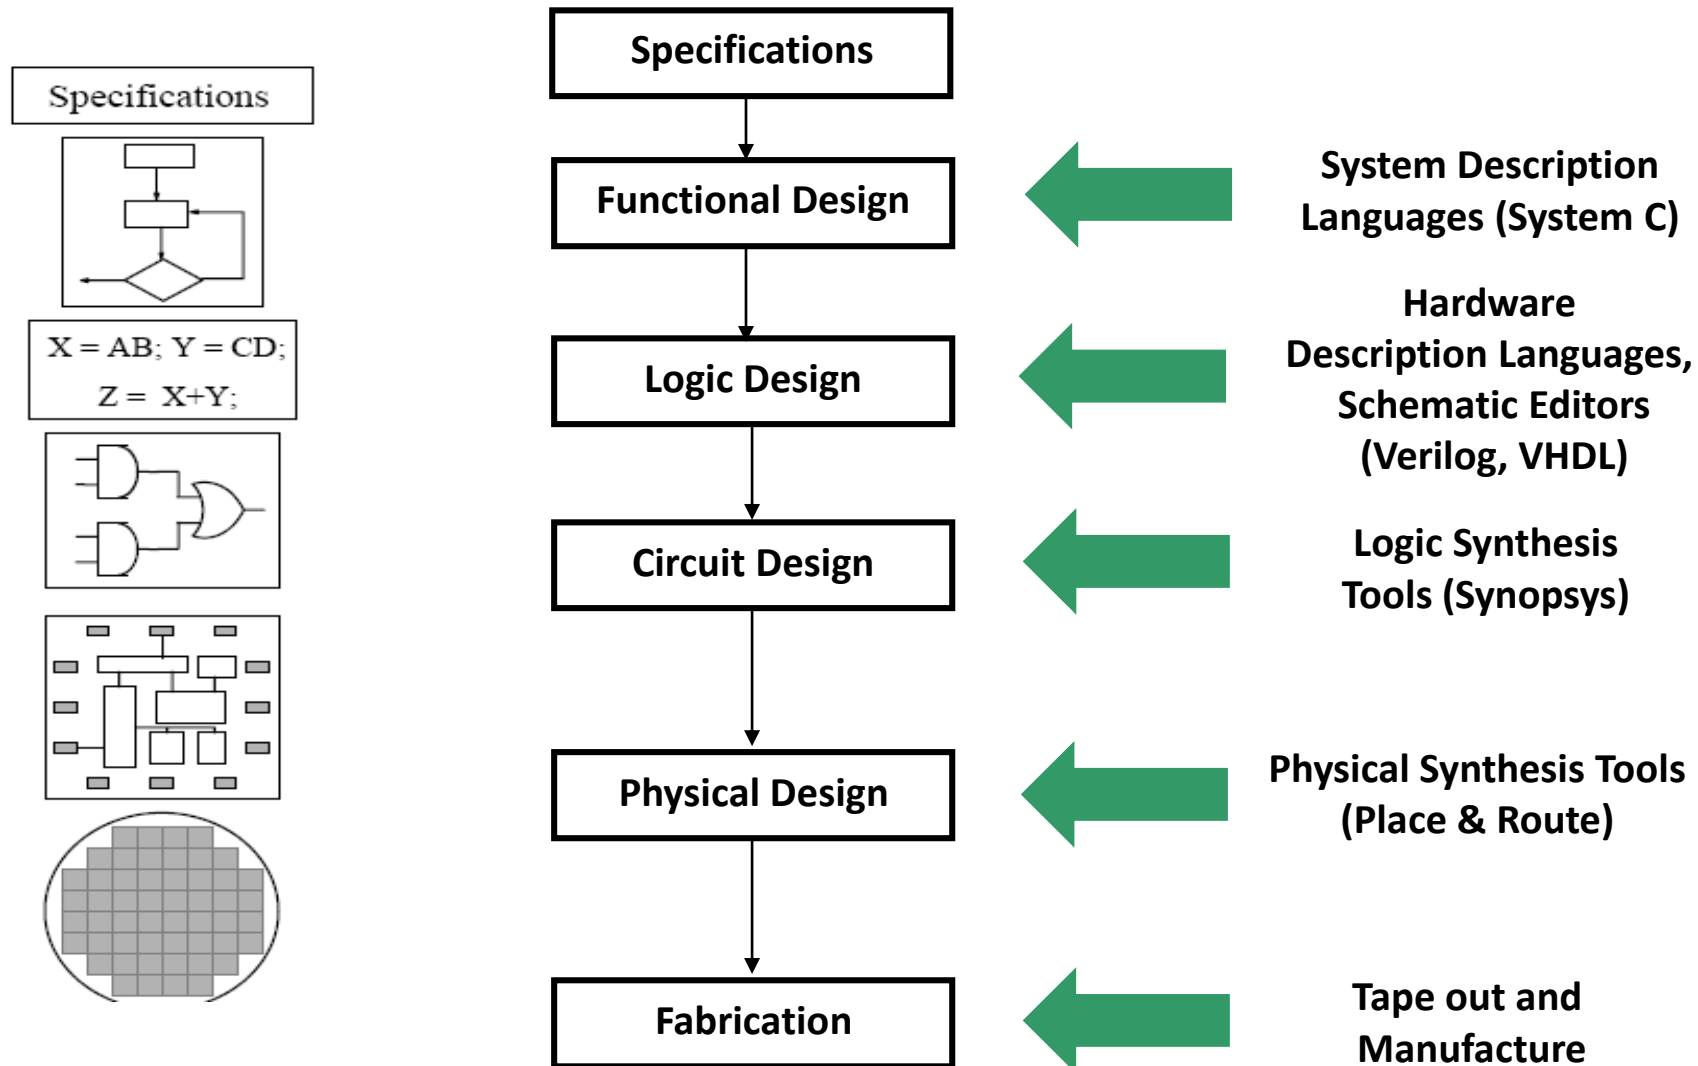 Specifications
X = AB; Y = CD;
Z = X+Y;
Specifications
Functional Design
Logic Design
Circuit Design
Physical Design
Fabrication
System Description
Languages (System C)
Hardware
Description Languages,
Schematic Editors
(Verilog, VHDL)
Logic Synthesis
Tools (Synopsys)
Physical Synthesis Tools
(Place & Route)
Tape out and
Manufacture